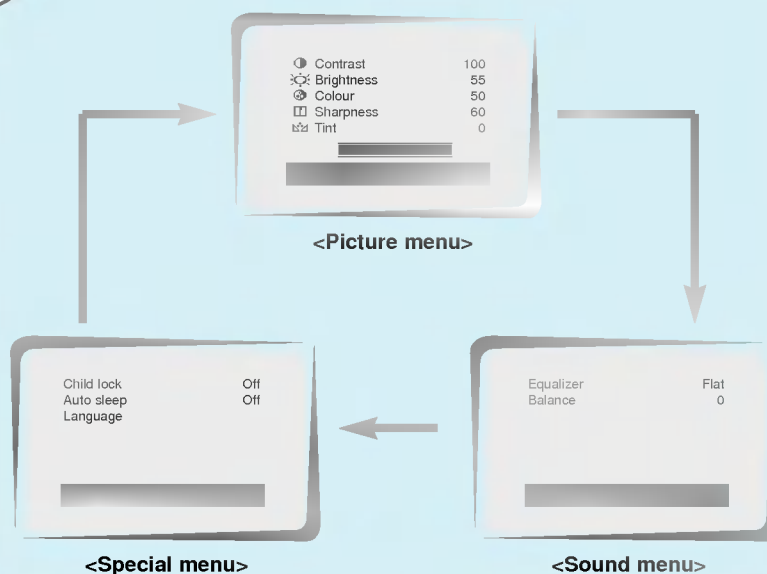 Contrast 100
Brightness 55
Colour 50
Sharpness 60
Tint 0
<Picture menu>
Child lock Off
Auto sleep Off
Language
<Special menu>
Equalizer Flat
Balance 0
<Sound menu>